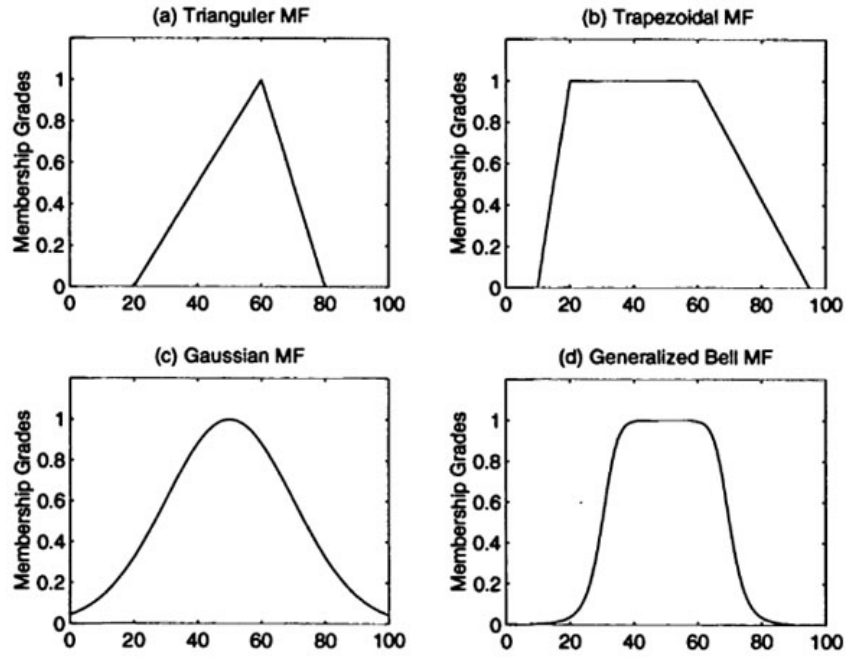 (a) Trianguler MF
Membership Grades
1
0.8
0.6
0.4
0.2
0
0 20 40 60 80 100
(b) Trapezoidal MF
Membership Grades
1
0.8
0.6
0.4
0.2
0
0 20 40 60 80 100
(c) Gaussian MF
Membership Grades
1
0.8
0.6
0.4
0.2
0
0 20 40 60 80 100
(d) Generalized Bell MF
Membership Grades
1
0.8
0.6
0.4
0.2
0
0 20 40 60 80 100